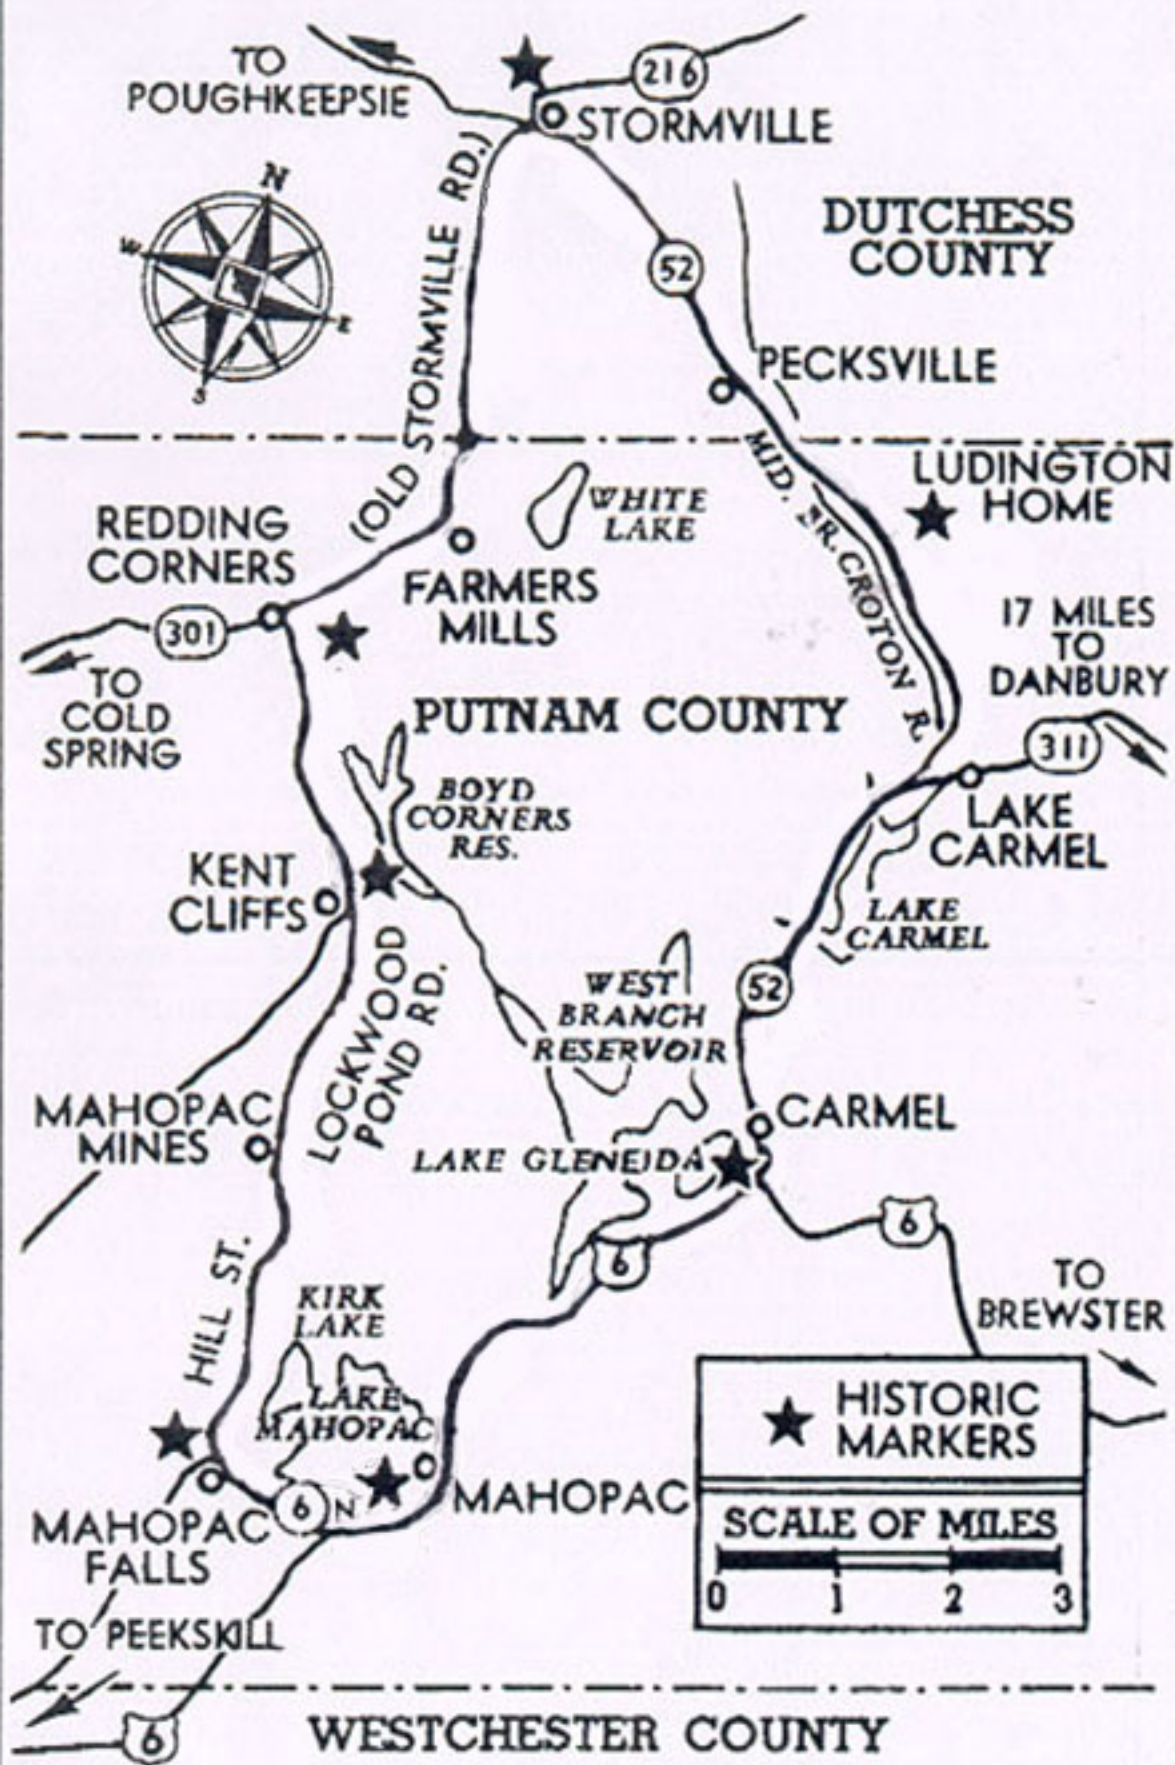 TO
POUGHKEEPSIE
216
STORMVILLE
N
W
E
S
(OLD STORMVILLE RD.)
DUTCHESS
COUNTY
52
PECKSVILLE
MID. BR. CROTON R.
LUDINGTON
HOME
WHITE
LAKE
REDDING
CORNERS
FARMERS
MILLS
301
TO
COLD
SPRING
17 MILES
TO
DANBURY
PUTNAM COUNTY
311
BOYD
CORNERS
RES.
LAKE
CARMEL
KENT
CLIFFS
LAKE
CARMEL
LOCKWOOD
POND RD.
WEST
BRANCH
RESERVOIR
52
MAHOPAC
MINES
CARMEL
LAKE GLENEIDA
6
6
HILL ST.
TO
BREWSTER
KIRK
LAKE
LAKE
MAHOPAC
HISTORIC
MARKERS
MAHOPAC
FALLS
6 N
MAHOPAC
SCALE OF MILES
0 1 2 3
TO PEEKSKILL
6
WESTCHESTER COUNTY